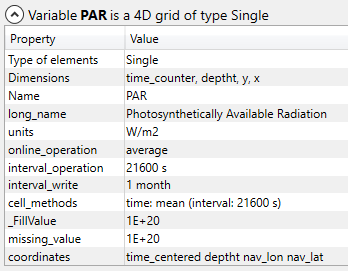 Variable PAR is a 4D grid of type Single
Property Value
Type of elements Single
Dimensions time_counter, deptht, y, x
Name PAR
long_name Photosynthetically Available Radiation
units W/m2
online_operation average
interval_operation 21600 s
interval_write 1 month
cell_methods time: mean (interval: 21600 s)
_FillValue 1E+20
missing_value 1E+20
coordinates time_centered deptht nav_lon nav_lat